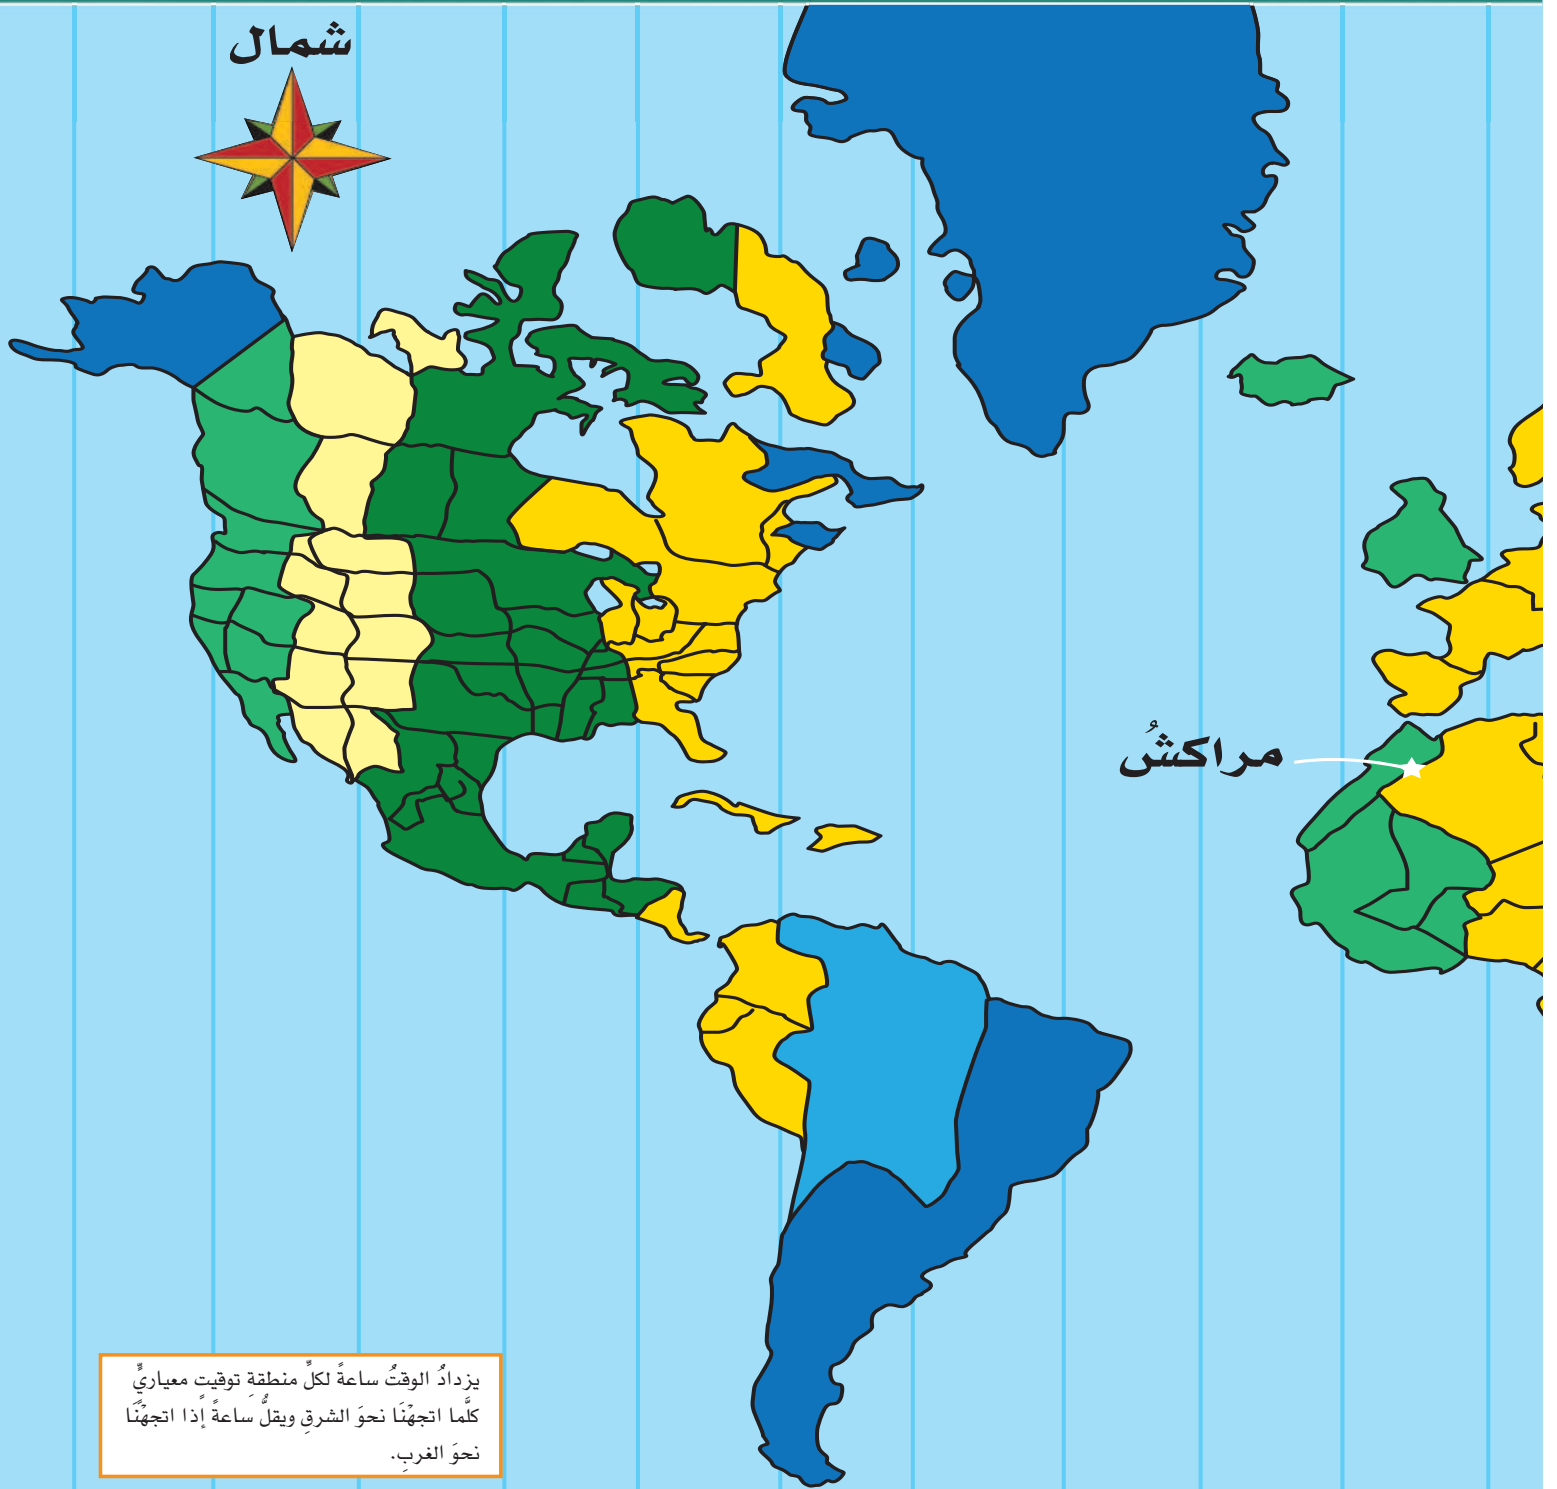 شمال
مراكشُ
يزدادُ الوقتُ ساعةً لكلِّ منطقةِ توقيتٍ معياريٍّ
كلَّما اتجهْنَا نحوَ الشرقِ ويقلُّ ساعةً إذا اتجهْنَا
نحوَ الغربِ.